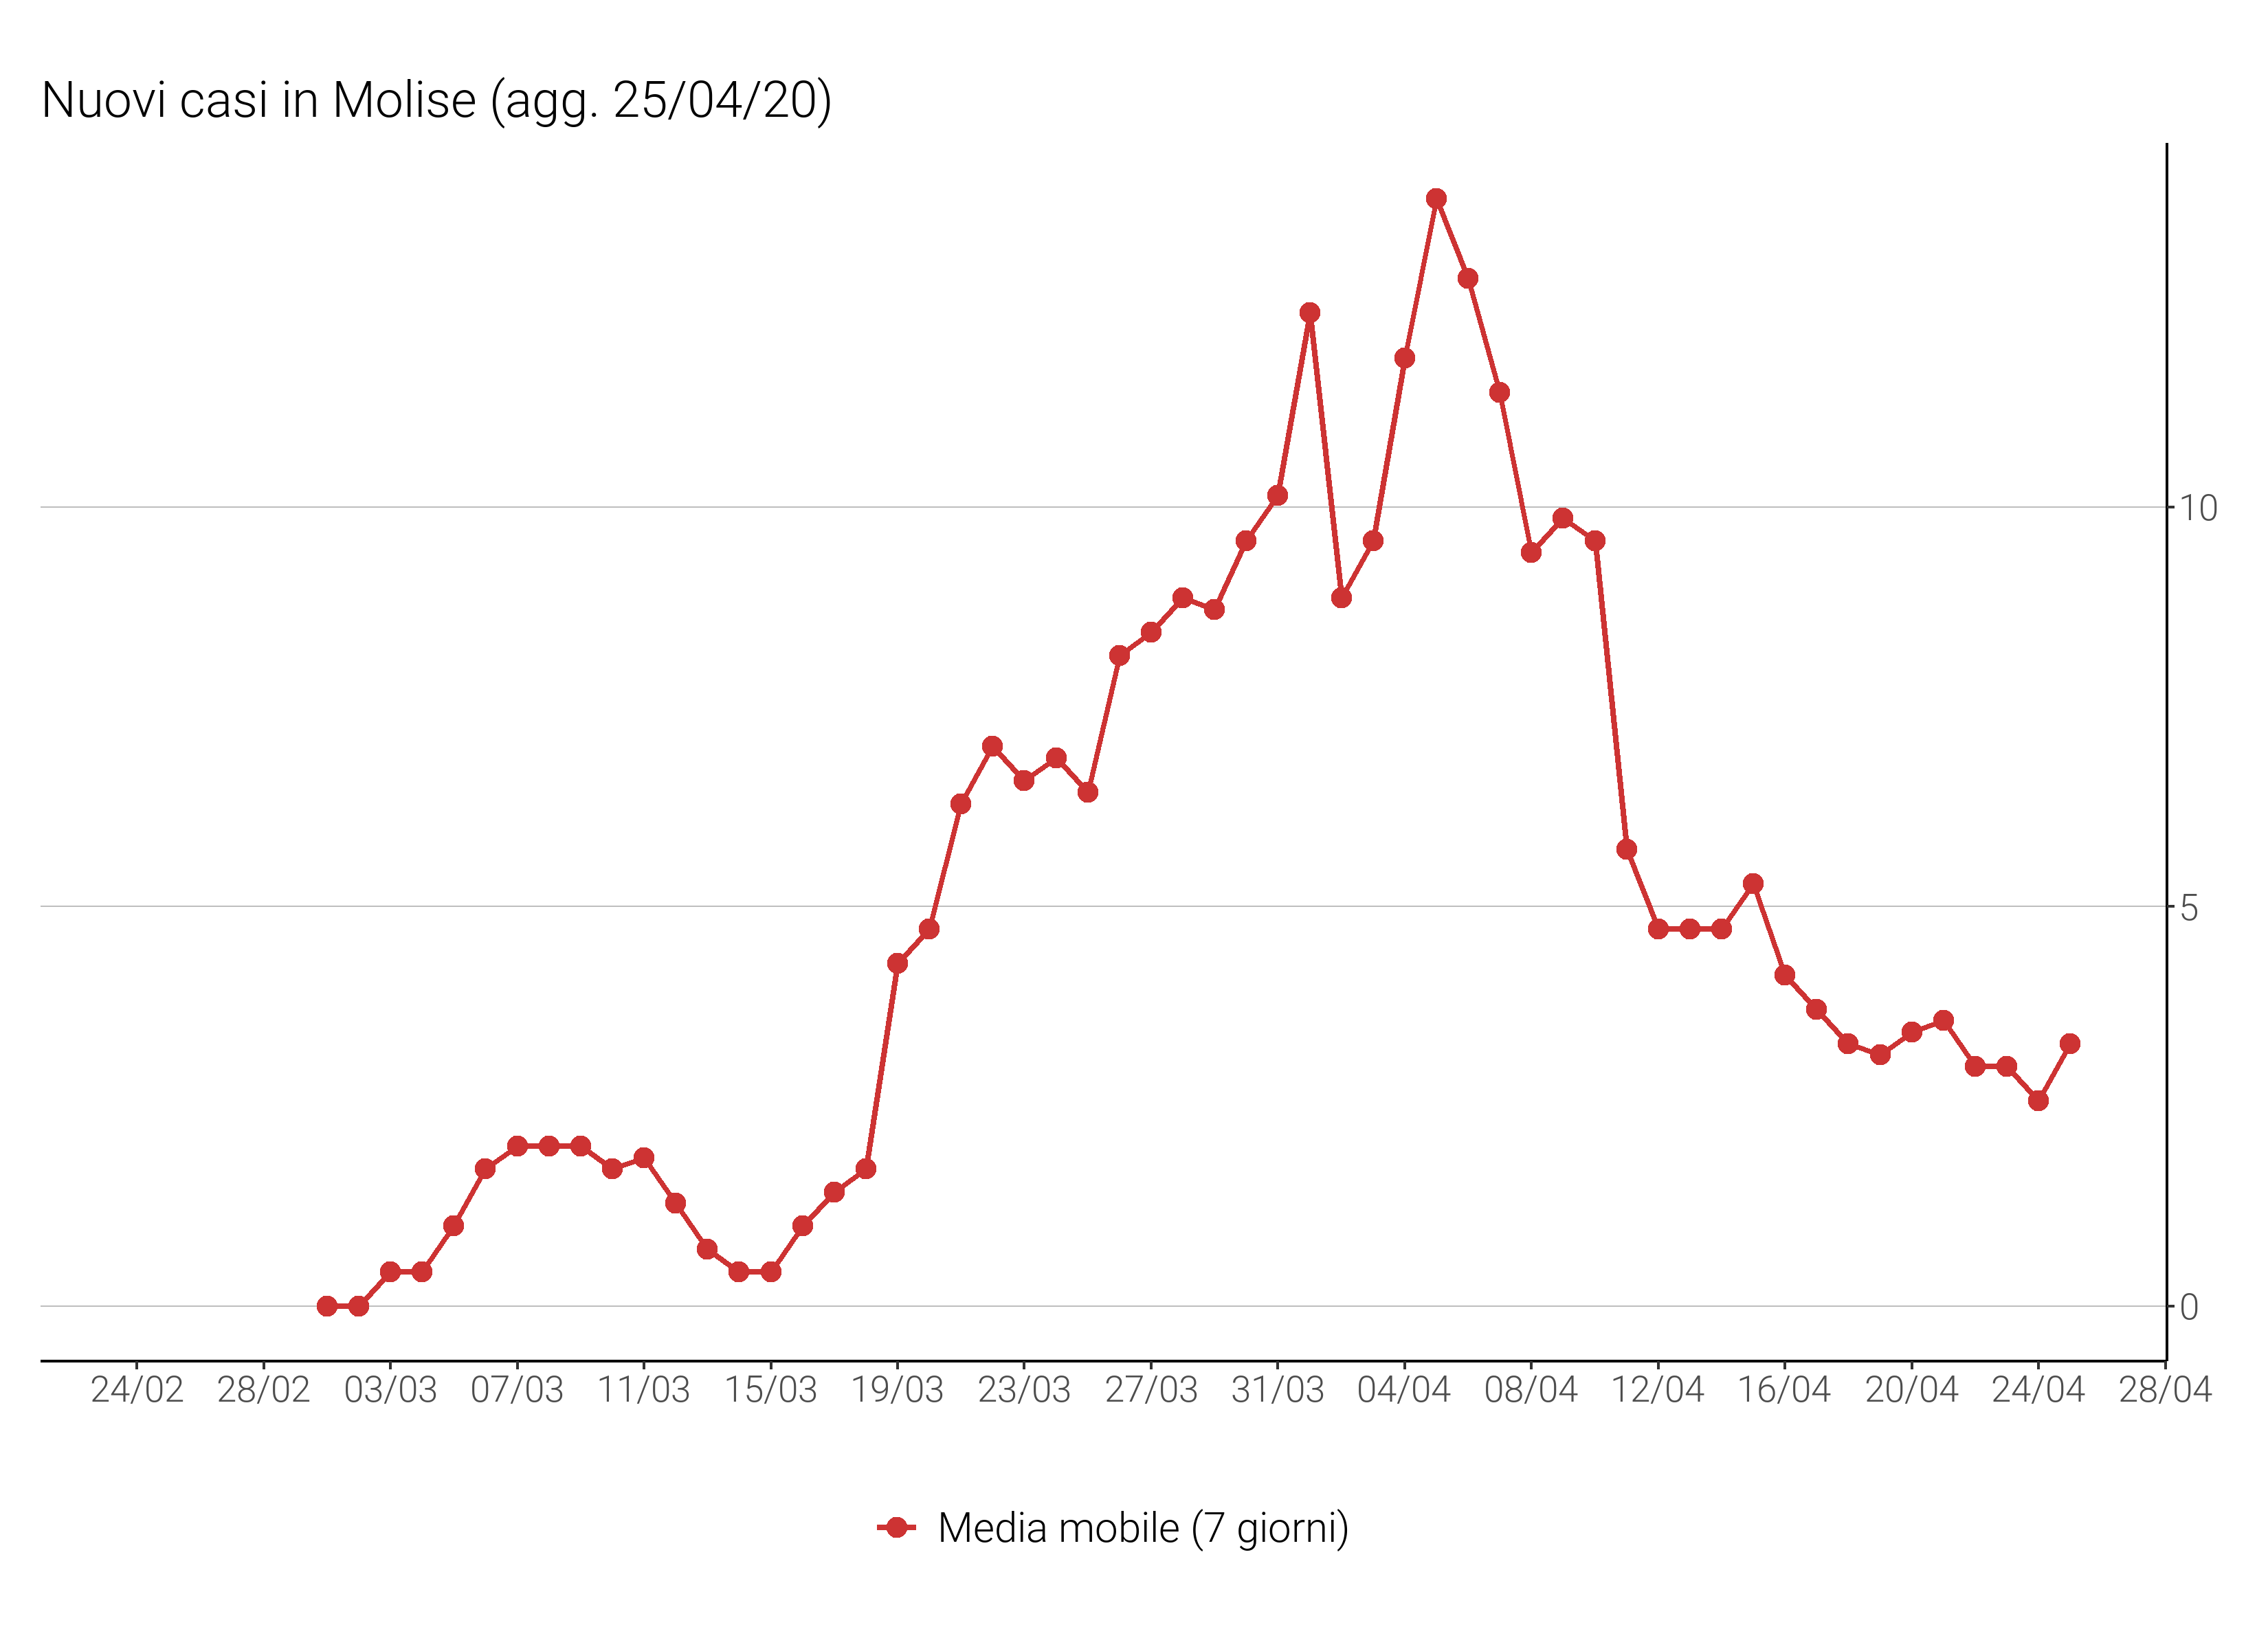 Nuovi casi in Molise (agg. 25/04/20)
10
5
0
24/02 28/02 03/03 07/03 11/03 15/03 19/03 23/03 27/03 31/03 04/04 08/04 12/04 16/04 20/04 24/04 28/04
Media mobile (7 giorni)